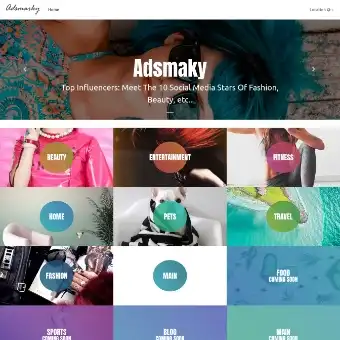 Adsmasky
Home
Adsmaky
Top Influencers: Meet The 10 Social Media Stars Of Fashion,
Beauty, etc...
BEAUTY
ENTERTAINMENT
FITNESS
HOME
PETS
TRAVEL
FASHION
MAIN
FOOD
COMING SOON
SPORTS
COMING SOON
BLOG
COMING SOON
MAIN
COMING SOON